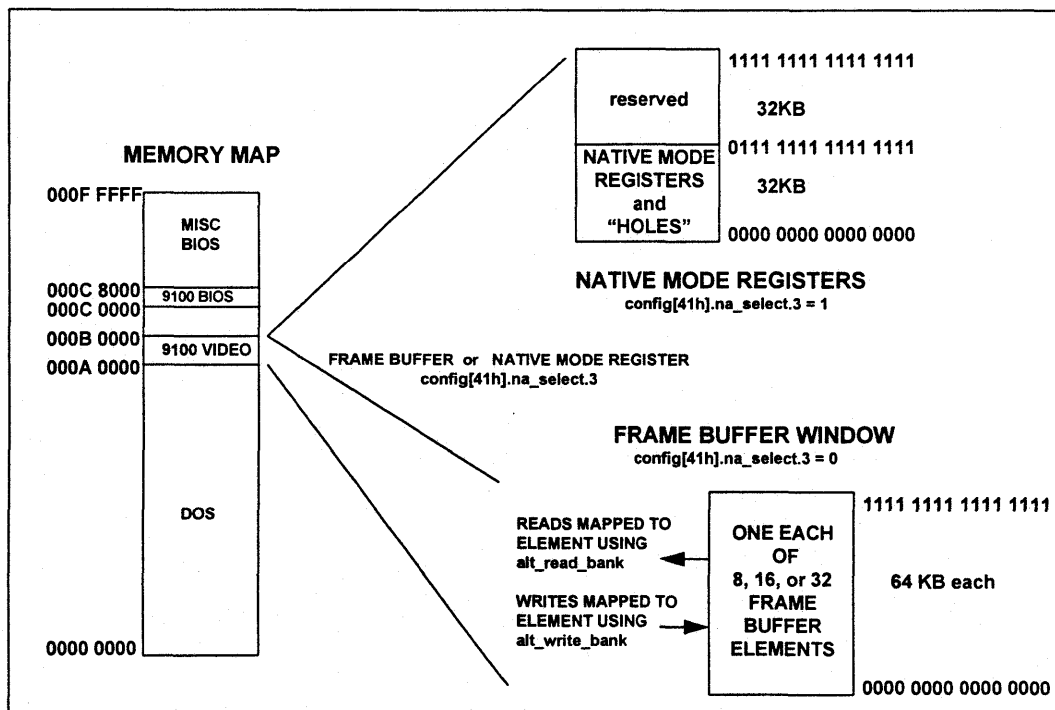 MEMORY MAP
000F FFFF
MISC
BIOS
000C 8000
9100 BIOS
000C 0000
000B 0000
9100 VIDEO
000A 0000
DOS
0000 0000
FRAME BUFFER or NATIVE MODE REGISTER
config[41h].na_select.3
reserved
1111 1111 1111 1111
32KB
0111 1111 1111 1111
NATIVE MODE
REGISTERS
and
“HOLES”
32KB
0000 0000 0000 0000
NATIVE MODE REGISTERS
config[41h].na_select.3 = 1
FRAME BUFFER WINDOW
config[41h].na_select.3 = 0
READS MAPPED TO
ELEMENT USING
alt_read_bank
WRITES MAPPED TO
ELEMENT USING
alt_write_bank
ONE EACH
OF
8, 16, or 32
FRAME
BUFFER
ELEMENTS
1111 1111 1111 1111
64 KB each
0000 0000 0000 0000